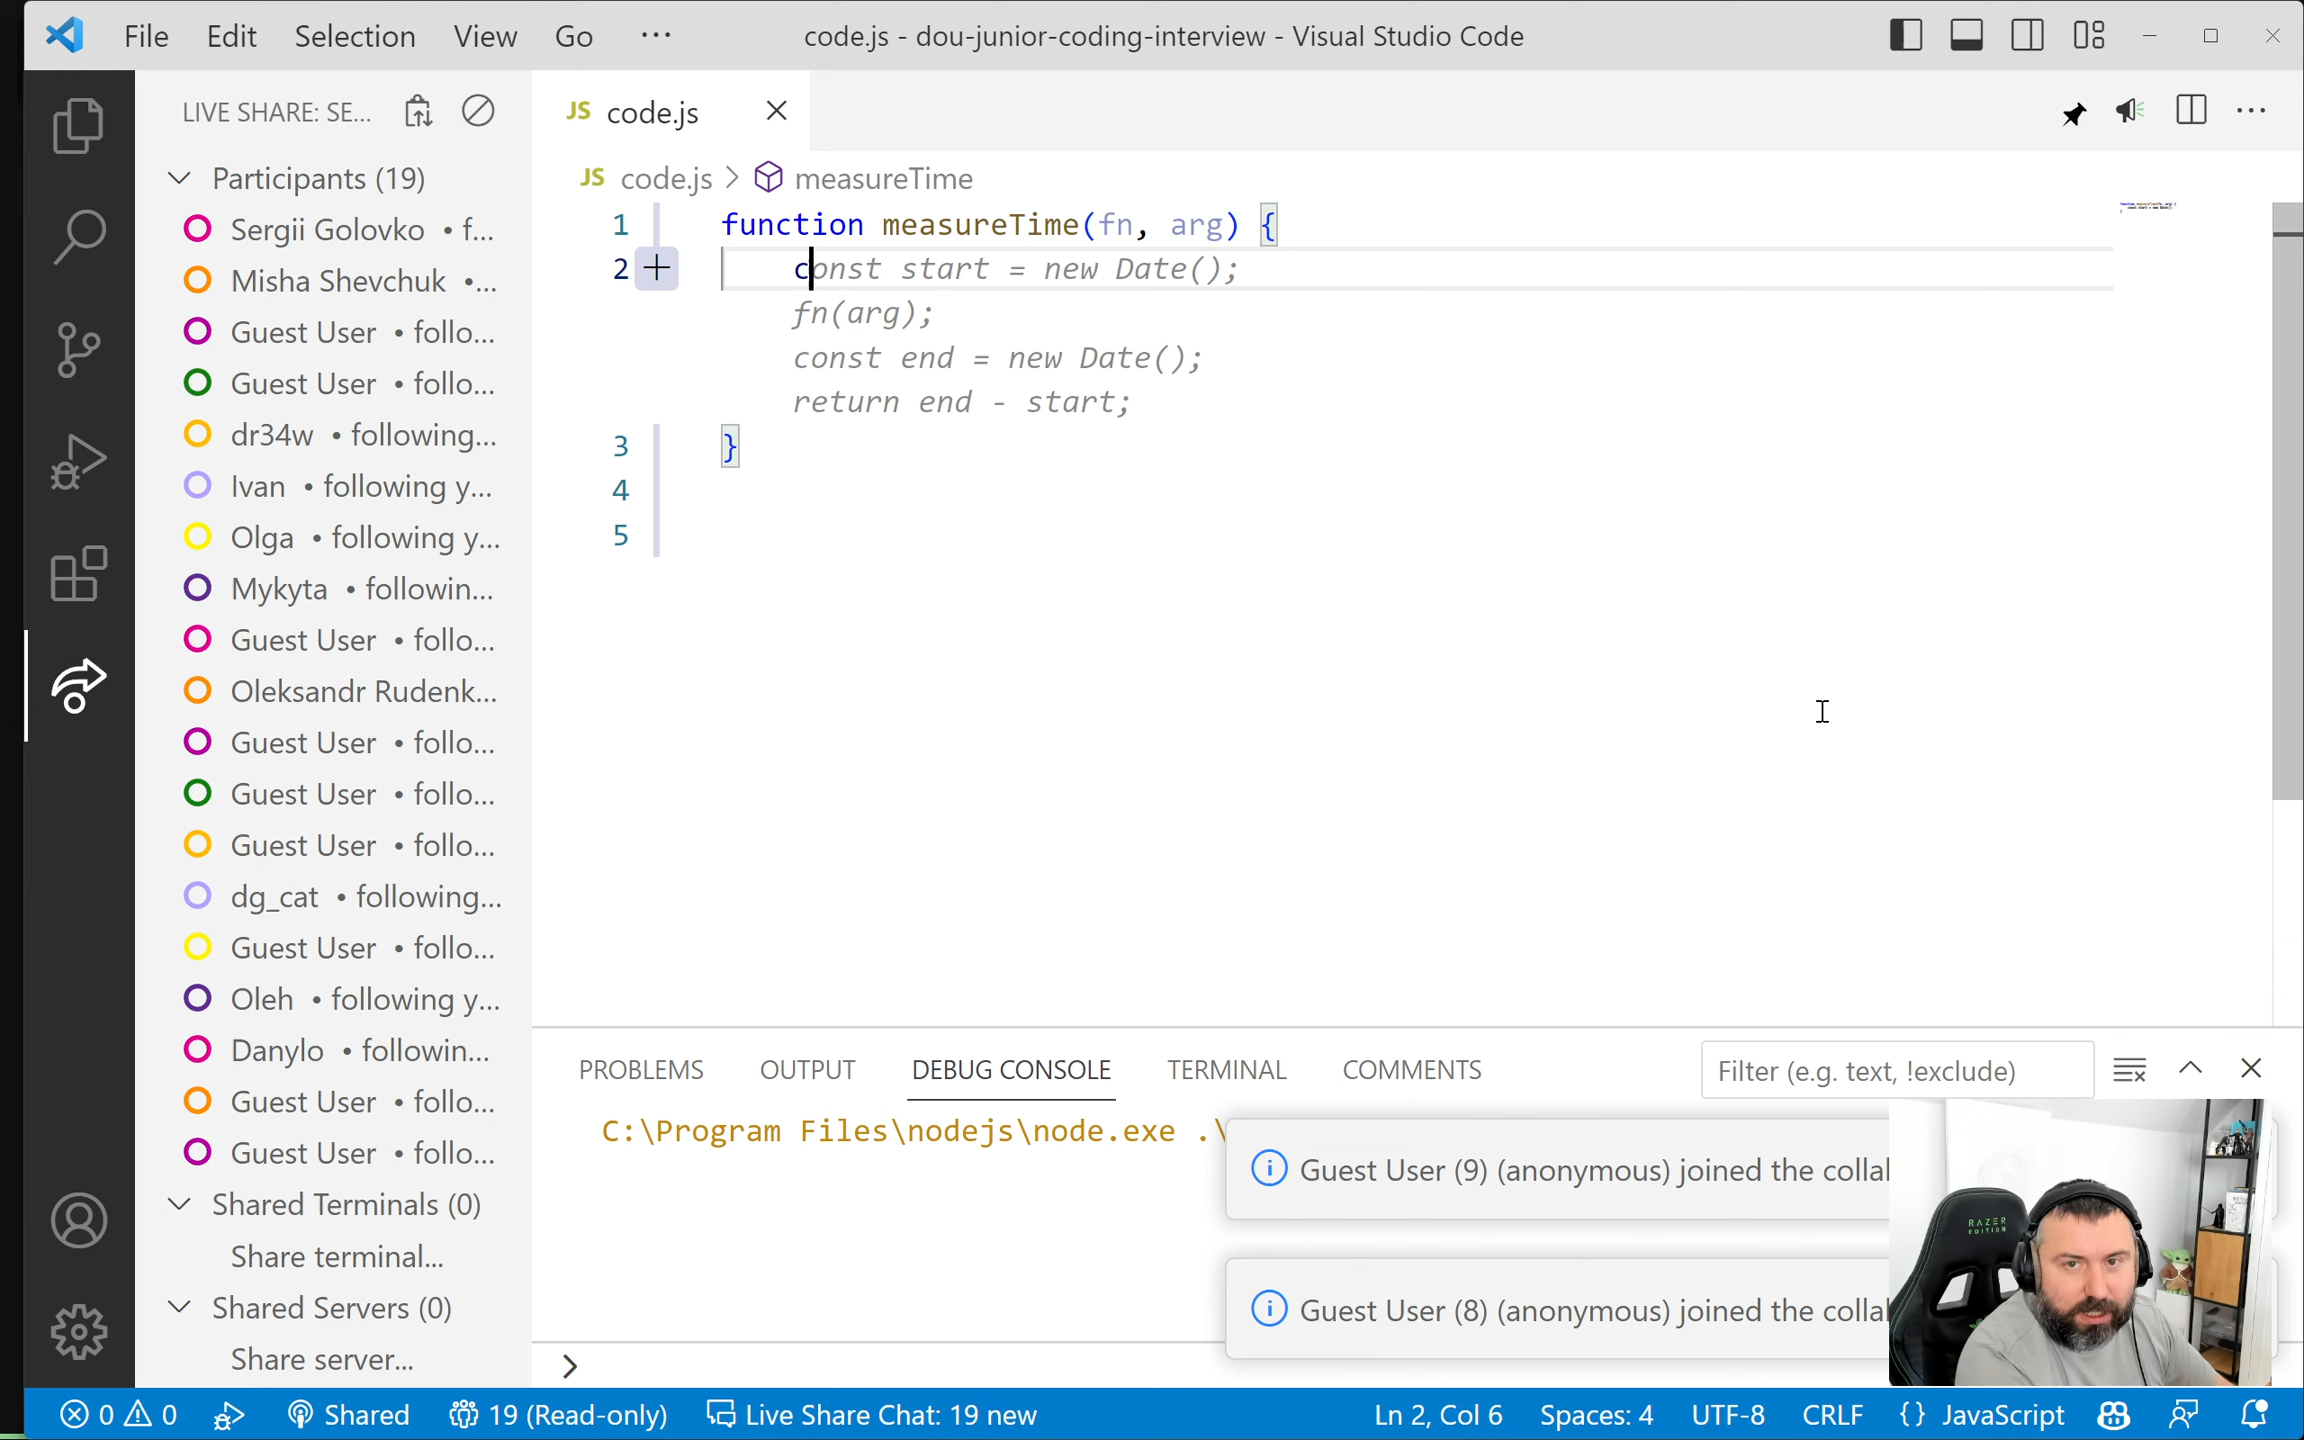 File Edit Selection View Go ··· code.js - dou-junior-coding-interview - Visual Studio Code
LIVE SHARE: SE...
Participants (19)
Sergii Golovko • f...
Misha Shevchuk •...
Guest User • follo...
Guest User • follo...
dr34w • following...
Ivan • following y...
Olga • following y...
Mykyta • followin...
Guest User • follo...
Oleksandr Rudenk...
Guest User • follo...
Guest User • follo...
Guest User • follo...
dg_cat • following...
Guest User • follo...
Oleh • following y...
Danylo • followin...
Guest User • follo...
Guest User • follo...
Shared Terminals (0)
Share terminal...
Shared Servers (0)
Share server...
JS code.js
JS code.js > measureTime
1 function measureTime(fn, arg) {
2 const start = new Date();
fn(arg);
const end = new Date();
return end - start;
3 }
4
5
PROBLEMS OUTPUT DEBUG CONSOLE TERMINAL COMMENTS Filter (e.g. text, !exclude)
C:\Program Files\nodejs\node.exe .\
Guest User (9) (anonymous) joined the colla
Guest User (8) (anonymous) joined the colla
RAZER
EDITION
0 0 Shared 19 (Read-only) Live Share Chat: 19 new Ln 2, Col 6 Spaces: 4 UTF-8 CRLF {} JavaScript